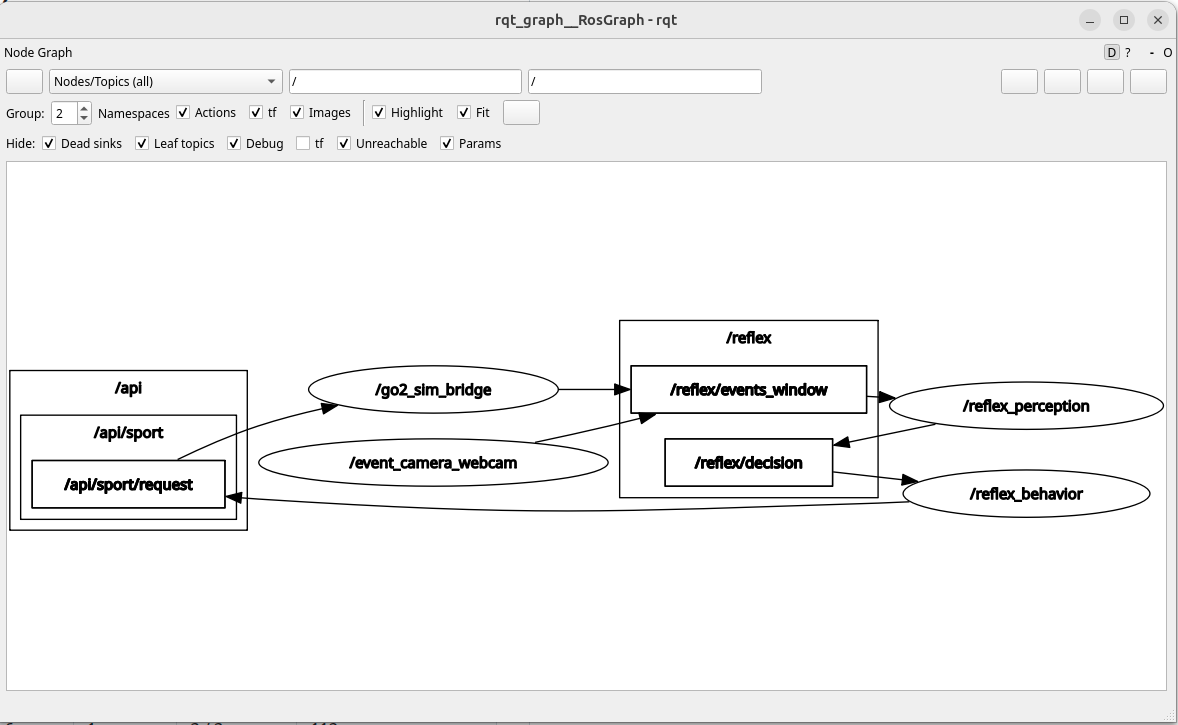 rqt_graph__RosGraph - rqt
Node Graph
D ? - O
Nodes/Topics (all) / /
Group: 2 Namespaces Actions tf Images Highlight Fit
Hide: Dead sinks Leaf topics Debug tf Unreachable Params
/reflex
/api
/go2_sim_bridge
/reflex/events_window
/reflex_perception
/api/sport
/event_camera_webcam
/reflex/decision
/api/sport/request
/reflex_behavior